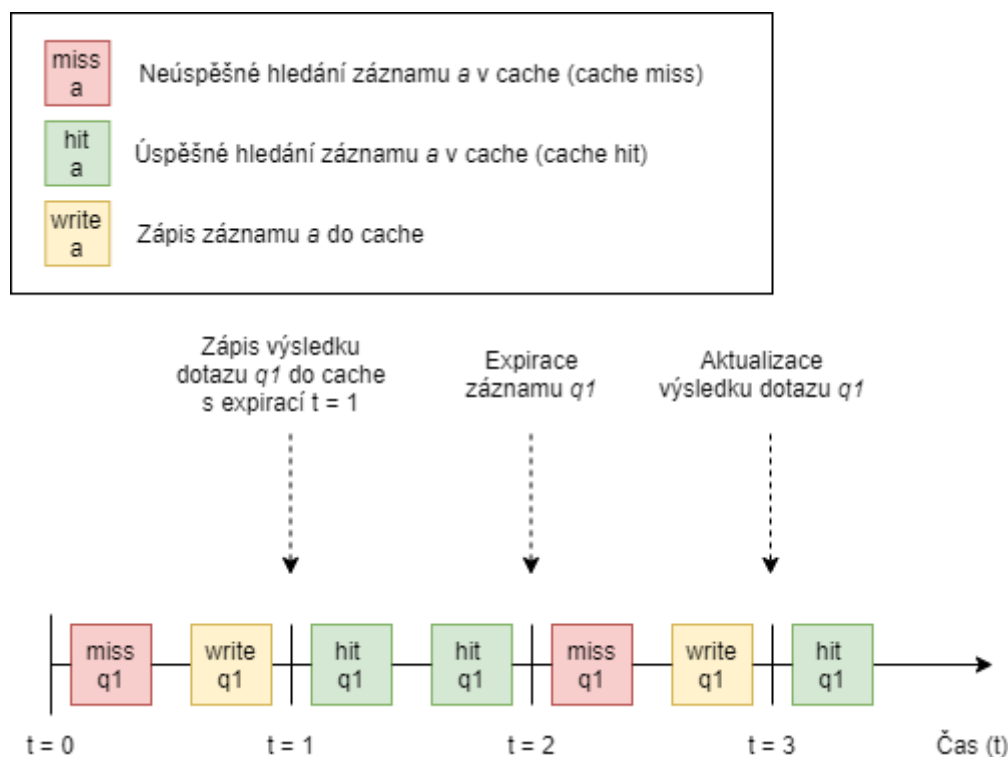 miss
a
Neúspěšné hledání záznamu a v cache (cache miss)
hit
a
Úspěšné hledání záznamu a v cache (cache hit)
write
a
Zápis záznamu a do cache
Zápis výsledku
dotazu q1 do cache
s expirací t = 1
Expirace
záznamu q1
Aktualizace
výsledku dotazu q1
miss
q1
write
q1
hit
q1
hit
q1
miss
q1
write
q1
hit
q1
t = 0
t = 1
t = 2
t = 3
Čas (t)